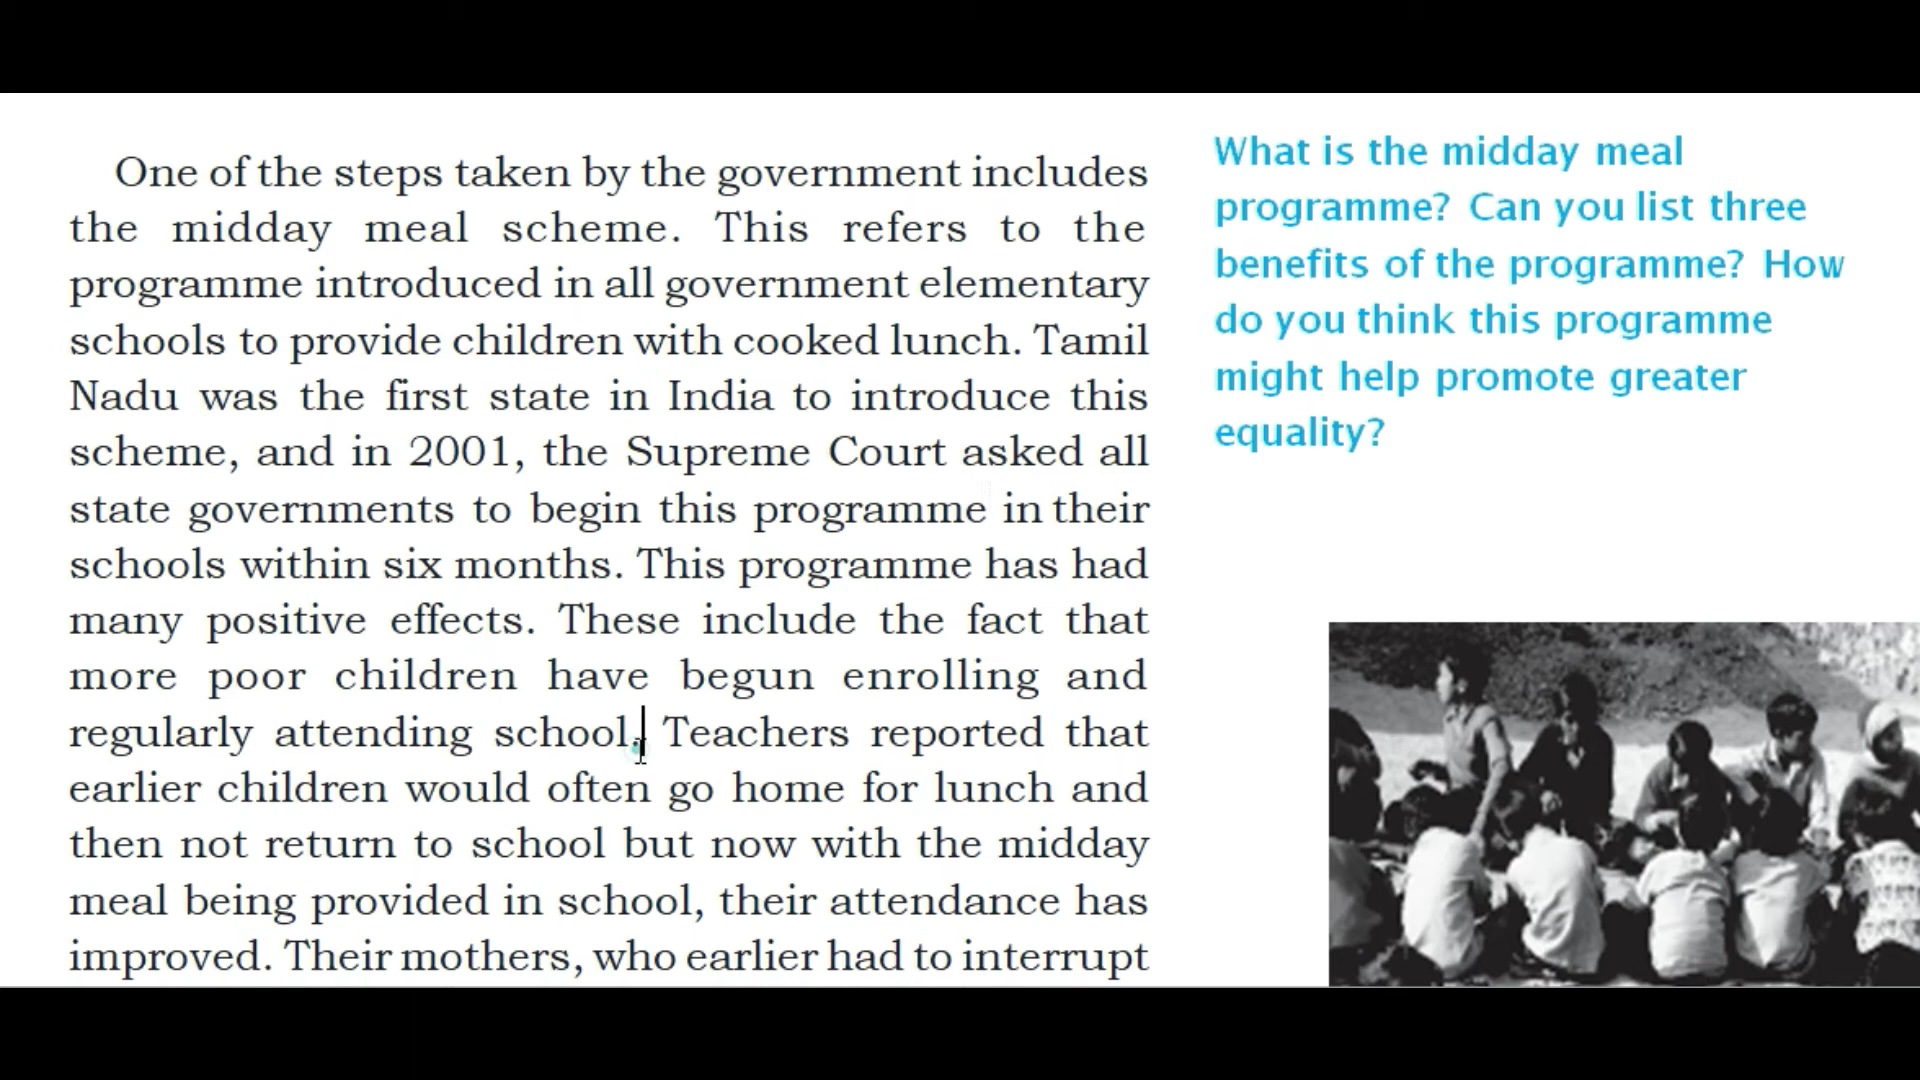 One of the steps taken by the government includes
the midday meal scheme. This refers to the
programme introduced in all government elementary
schools to provide children with cooked lunch. Tamil
Nadu was the first state in India to introduce this
scheme, and in 2001, the Supreme Court asked all
state governments to begin this programme in their
schools within six months. This programme has had
many positive effects. These include the fact that
more poor children have begun enrolling and
regularly attending school. Teachers reported that
earlier children would often go home for lunch and
then not return to school but now with the midday
meal being provided in school, their attendance has
improved. Their mothers, who earlier had to interrupt
What is the midday meal
programme? Can you list three
benefits of the programme? How
do you think this programme
might help promote greater
equality?